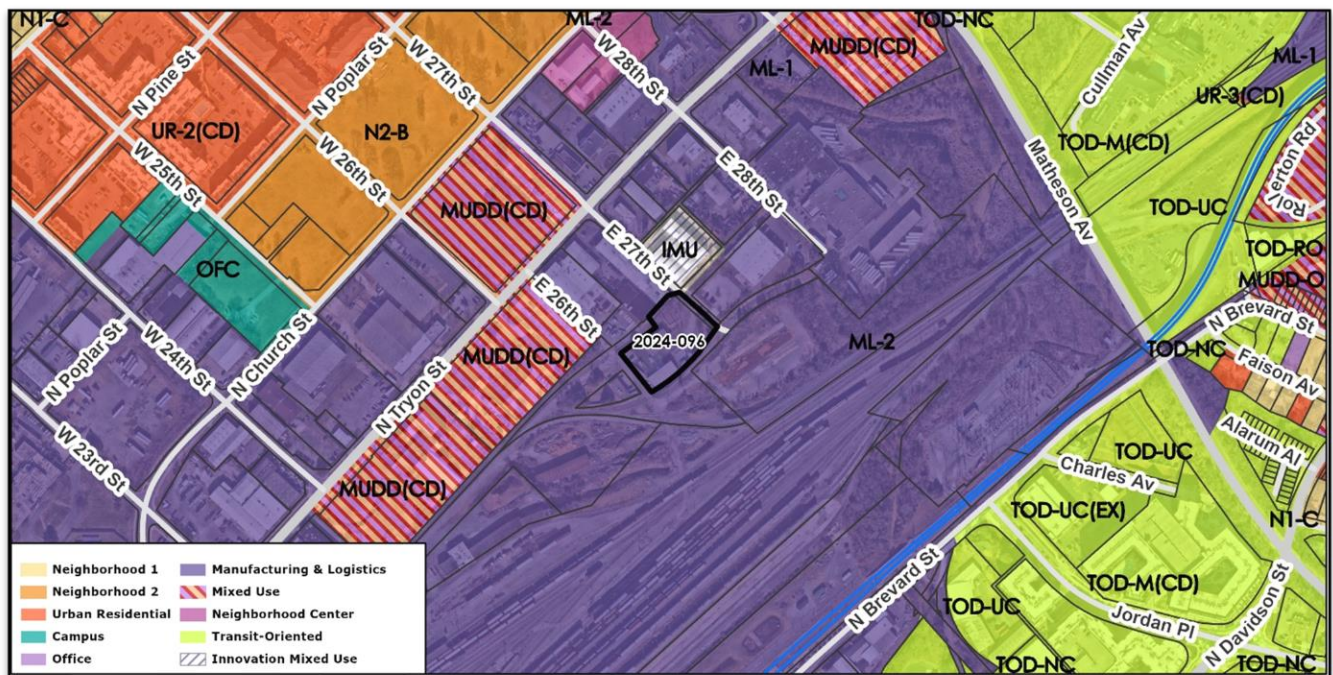 N1-C
ML-2
TOD-NC
MUDD(CD)
ML-1
ML-1
N Pine St
N Poplar St
W 27th St
W 28th St
Cullman Av
UR-3(CD)
UR-2(CD)
N2-B
TOD-M(CD)
W 25th St
W 26th St
E 28th St
Matheson Av
TOD-UC
MUDD(CD)
IMU
TOD-RO
OFC
E 27th St
MUDD-O
E 26th St
N Brevard St
N Poplar St
W 24th St
N Church St
N Tryon St
MUDD(CD)
2024-096
ML-2
TOD-NC
Faison Av
W 23rd St
Alarum Al
TOD-UC
Charles Av
MUDD(CD)
TOD-UC(EX)
N1-C
TOD-M(CD)
N Brevard St
TOD-UC
Jordan Pl
N Davidson St
TOD-NC
TOD-NC
Neighborhood 1
Neighborhood 2
Urban Residential
Campus
Office
Manufacturing & Logistics
Mixed Use
Neighborhood Center
Transit-Oriented
Innovation Mixed Use